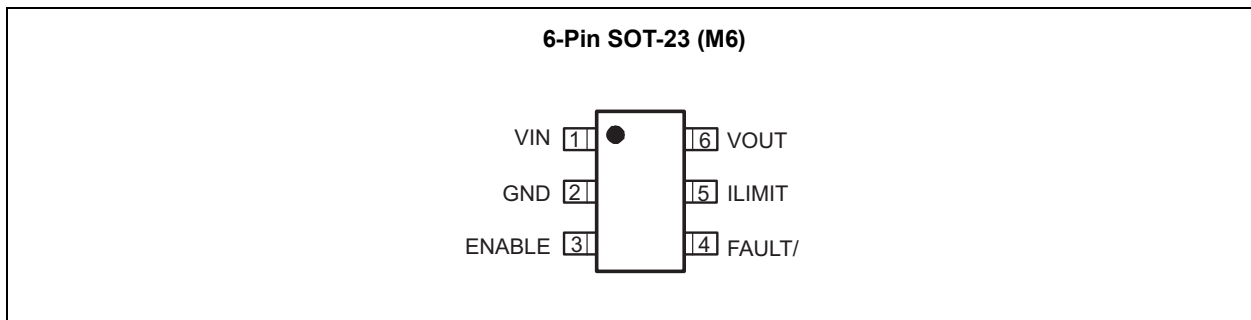 6-Pin SOT-23 (M6)
VIN 1 6 VOUT
GND 2 5 ILIMIT
ENABLE 3 4 FAULT/